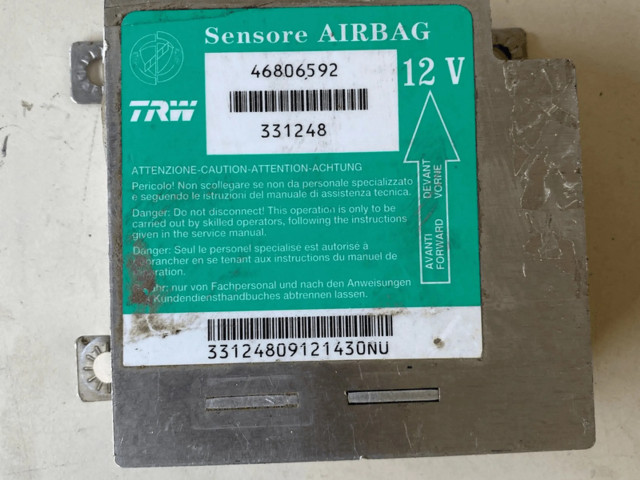 Sensore AIRBAG
46806592
12 V
TRW
331248
ATTENZIONE-CAUTION-ATTENTION-ACHTUNG
Pericolo! Non scollegare se non da personale specializzato
e seguendo le istruzioni del manuale di assistenza tecnica.
Danger: Do not disconnect! This operation is only to be
carried out by skilled operators, following the instructions
given in the service manual.
Danger: Seul le personel specialisé est autorisé a
en se tenant aux instructions du manuel de
nur von Fachpersonal und nach den Anweisungen
Kundendiensthandbuches abtrennen lassen.
AVANTI DEVANT
FORWARD VORNE
33124809121430NU